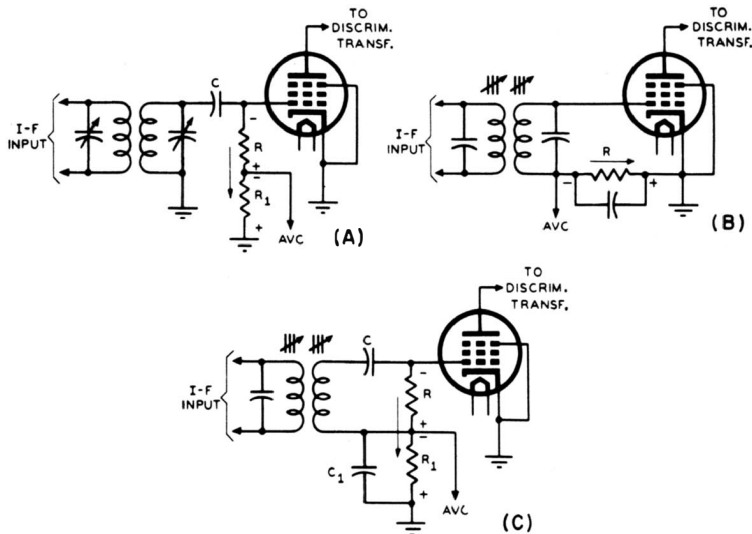 TO
DISCRIM.
TRANSF.
C
I-F
INPUT
-
R
+
-
R1
+
AVC
(A)
TO
DISCRIM.
TRANSF.
I-F
INPUT
R
-
+
AVC
(B)
TO
DISCRIM.
TRANSF.
C
I-F
INPUT
-
R
+
-
C1
R1
+
AVC
(C)